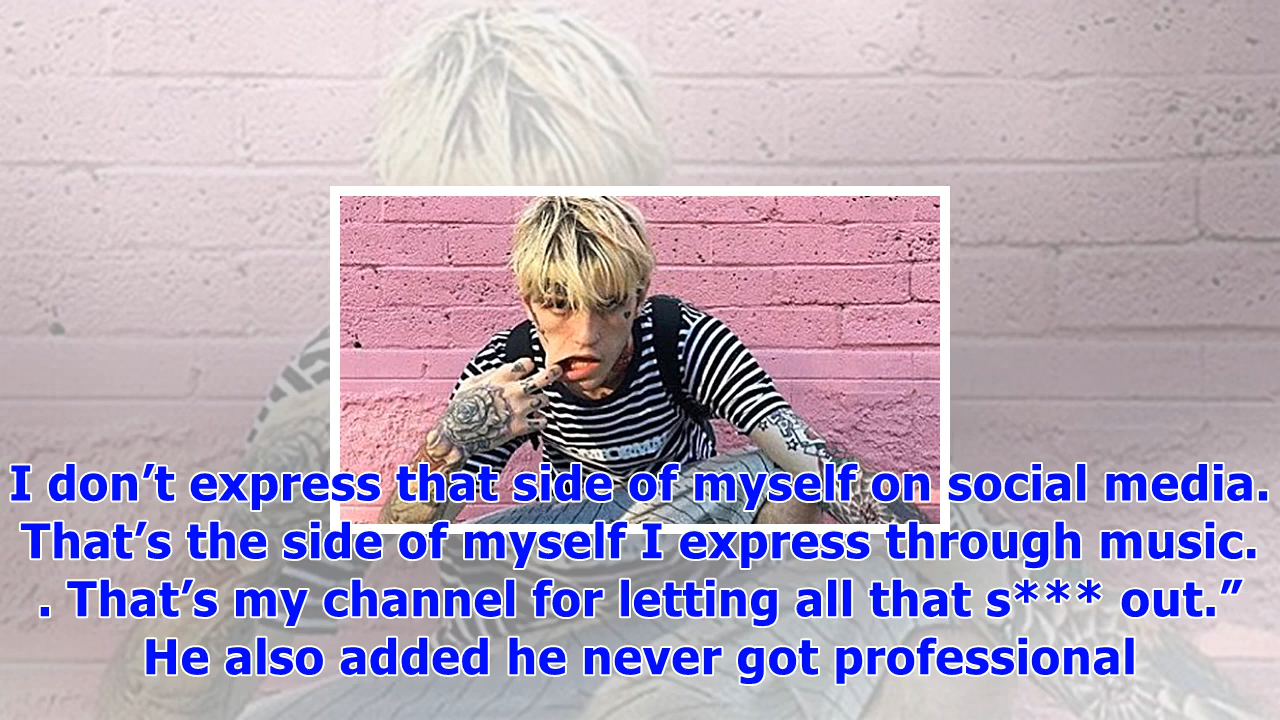 I don’t express that side of myself on social media.
That’s the side of myself I express through music.
. That’s my channel for letting all that s*** out.”
He also added he never got professional